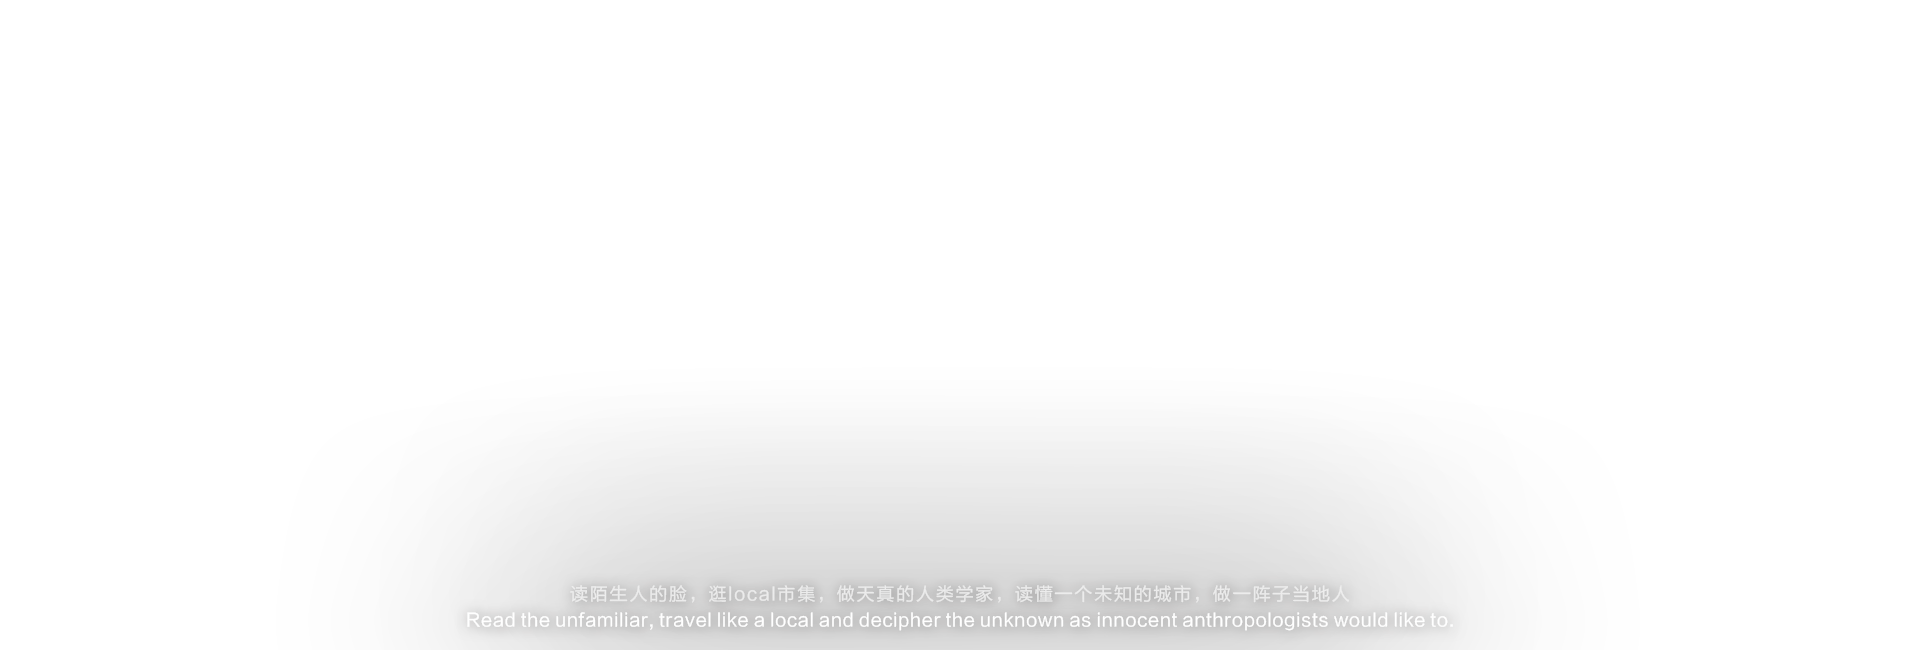 读陌生人的脸，逛local市集，做天真的人类学家，读懂一个未知的城市，做一阵子当地人
Read the unfamiliar, travel like a local and decipher the unknown as innocent anthropologists would like to.